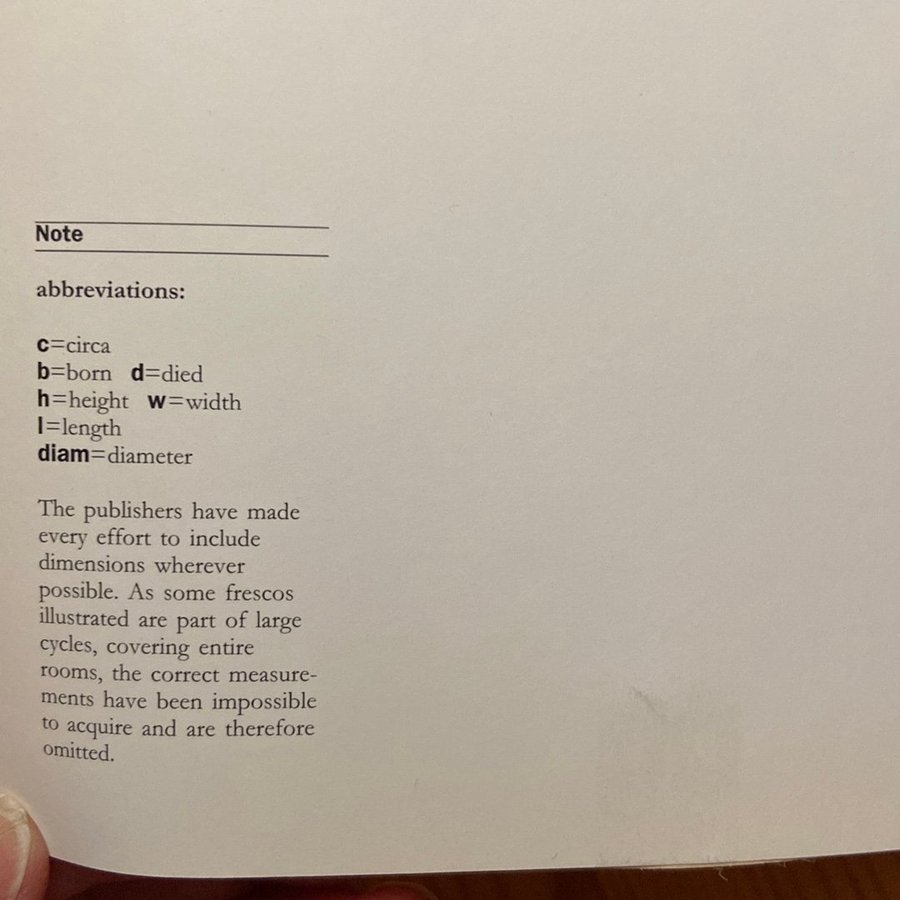 Note
abbreviations:
c=circa
b=born d=died
h=height w=width
l=length
diam=diameter
The publishers have made
every effort to include
dimensions wherever
possible. As some frescos
illustrated are part of large
cycles, covering entire
rooms, the correct measure-
ments have been impossible
to acquire and are therefore
omitted.